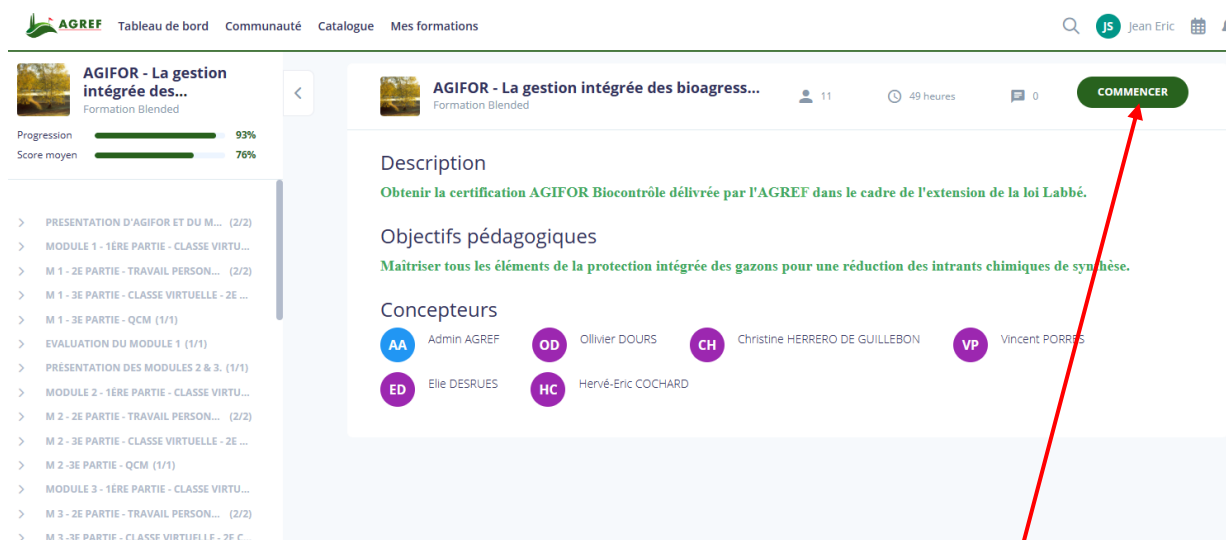 AGREF Tableau de bord Communauté Catalogue Mes formations JS Jean Eric
AGIFOR - La gestion
intégrée des...
Formation Blended
Progression 93%
Score moyen 76%
PRESENTATION D'AGIFOR ET DU M... (2/2)
MODULE 1 - 1ÈRE PARTIE - CLASSE VIRTU...
M 1 - 2E PARTIE - TRAVAIL PERSON... (2/2)
M 1 - 3E PARTIE - CLASSE VIRTUELLE - 2E ...
M 1 - 3E PARTIE - QCM (1/1)
EVALUATION DU MODULE 1 (1/1)
PRÉSENTATION DES MODULES 2 & 3. (1/1)
MODULE 2 - 1ÈRE PARTIE - CLASSE VIRTU...
M 2 - 2E PARTIE - TRAVAIL PERSON... (2/2)
M 2 - 3E PARTIE - CLASSE VIRTUELLE - 2E ...
M 2 -3E PARTIE - QCM (1/1)
MODULE 3 - 1ÈRE PARTIE - CLASSE VIRTU...
M 3 - 2E PARTIE - TRAVAIL PERSON... (2/2)
M 3 -3E PARTIE - CLASSE VIRTUELLE - 2E C...
AGIFOR - La gestion intégrée des bioagress...
Formation Blended
11 49 heures 0 COMMENCER
Description
Obtenir la certification AGIFOR Biocontrôle délivrée par l'AGREF dans le cadre de l'extension de la loi Labbé.
Objectifs pédagogiques
Maitriser tous les éléments de la protection intégrée des gazons pour une réduction des intrants chimiques de synthèse.
Concepteurs
AA Admin AGREF OD Ollivier DOURS CH Christine HERRERO DE GUILLEBON VP Vincent PORRES
ED Elie DESRUES HC Hervé-Eric COCHARD